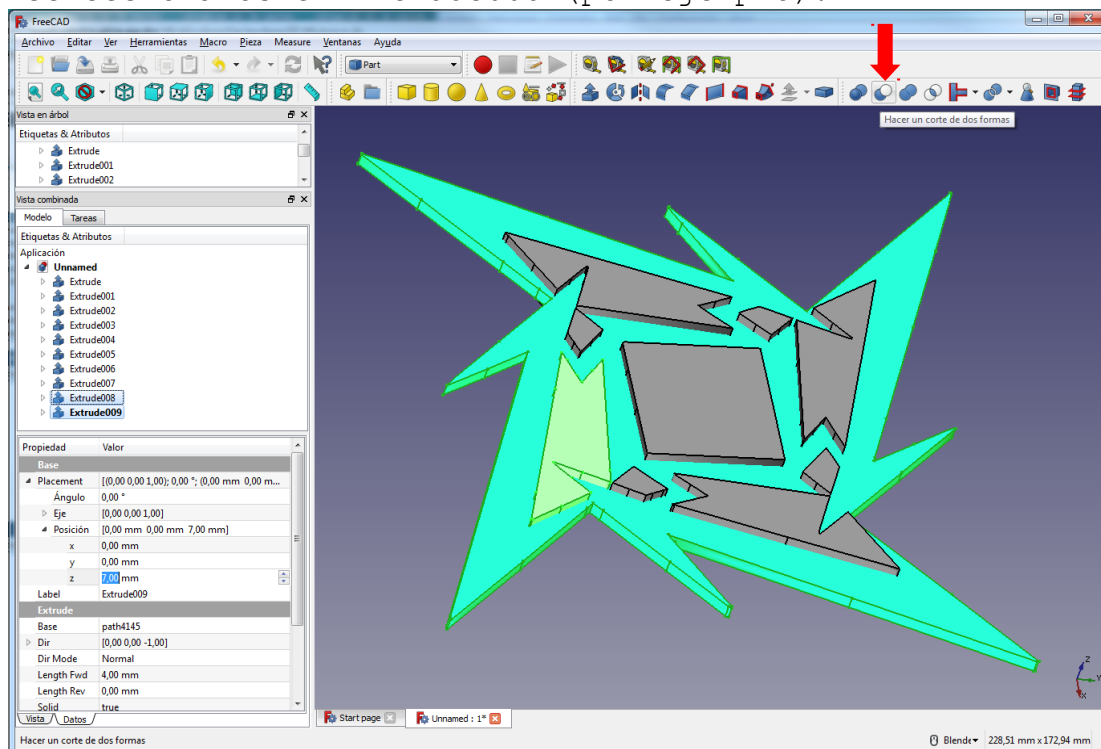 FreeCAD
Archivo Editar Ver Herramientas Macro Pieza Measure Ventanas Ayuda
Part
Hacer un corte de dos formas
Vista en árbol
Etiquetas & Atributos
Extrude
Extrude001
Extrude002
Vista combinada
Modelo Tareas
Etiquetas & Atributos
Aplicación
Unnamed
Extrude
Extrude001
Extrude002
Extrude003
Extrude004
Extrude005
Extrude006
Extrude007
Extrude008
Extrude009
Propiedad Valor
Base
Placement [(0,00 0,00 1,00); 0,00 °; (0,00 mm 0,00 m...
Ángulo 0,00 °
Eje [0,00 0,00 1,00]
Posición [0,00 mm 0,00 mm 7,00 mm]
x 0,00 mm
y 0,00 mm
z 7,00 mm
Label Extrude009
Extrude
Base path4145
Dir [0,00 0,00 -1,00]
Dir Mode Normal
Length Fwd 4,00 mm
Length Rev 0,00 mm
Solid true
Vista Datos
Start page Unnamed : 1*
Z
Y
X
Hacer un corte de dos formas
Blender 228,51 mm x 172,94 mm